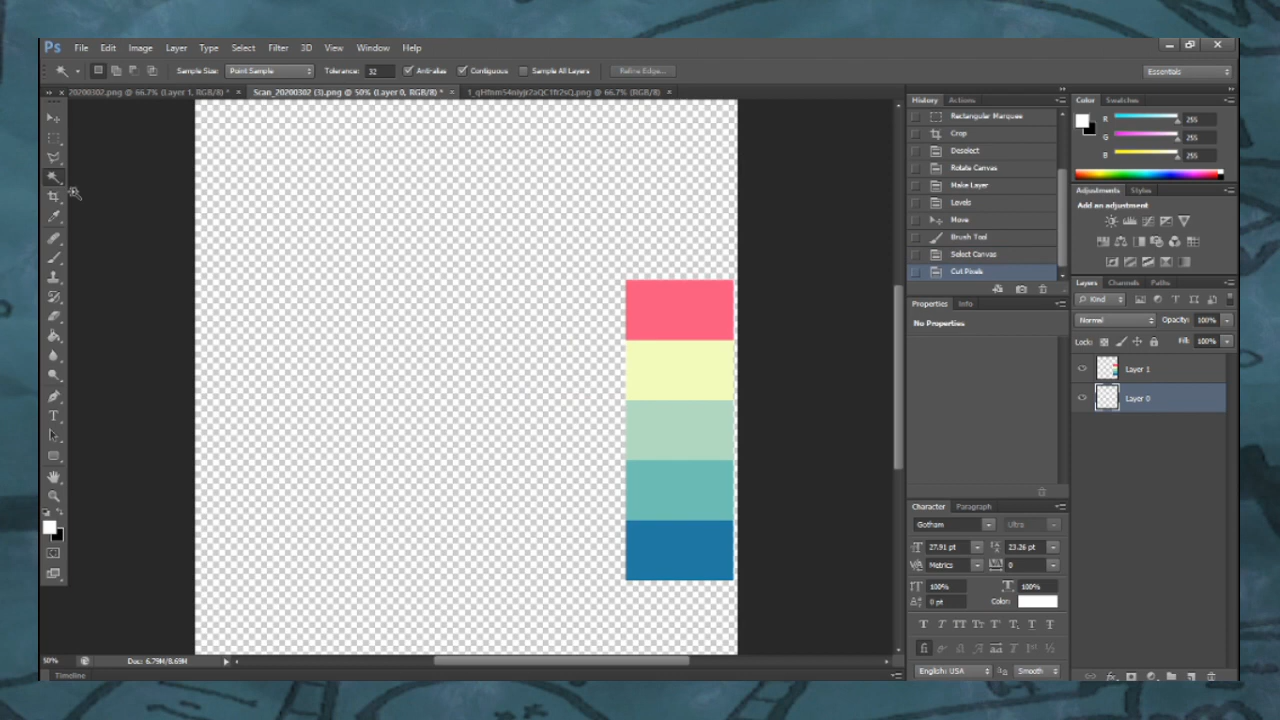 Ps File Edit Image Layer Type Select Filter 3D View Window Help
Sample Size: Point Sample Tolerance: 32 Anti-alias Contiguous Sample All Layers Refine Edge... Essentials
20200302.png @ 66.7% (Layer 1, RGB/8) * Scan_20200302 (3).png @ 50% (Layer 0, RGB/8) *
History Actions
Rectangular Marquee
Crop
Deselect
Rotate Canvas
Make Layer
Levels
Move
Brush Tool
Select Canvas
Cut Pixels
Properties Info
No Properties
Character Paragraph
Gotham Ultra
27.91 pt 23.26 pt
Metrics 0
100% 100%
0 pt Color:
English: USA Smooth
Color Swatches
R 255
G 255
B 255
Adjustments Styles
Add an adjustment
Layers Channels Paths
Kind
Normal Opacity: 100%
Lock: Fill: 100%
Layer 1
Layer 0
50% Doc: 6.79M/8.69M
Timeline